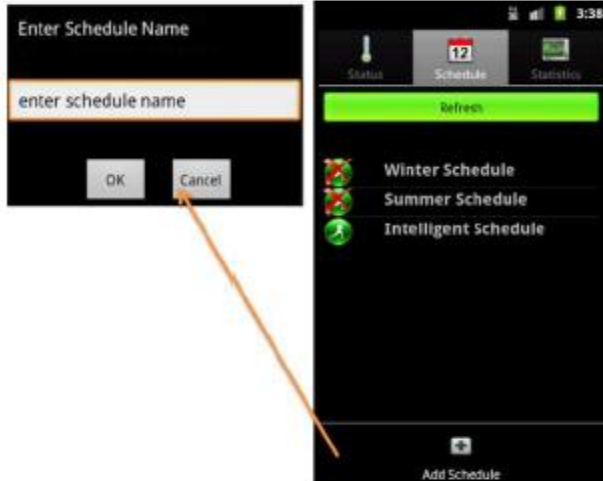 Enter Schedule Name
enter schedule name
OK
Cancel
3:38
Status
12
Schedule
Statistics
Refresh
Winter Schedule
Summer Schedule
Intelligent Schedule
Add Schedule